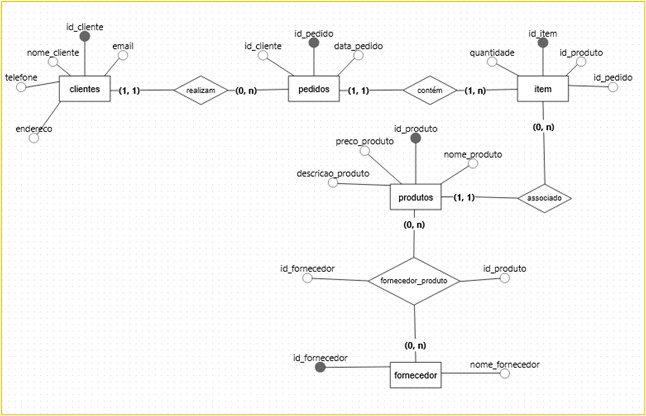 id_cliente
nome_cliente
email
telefone
endereco
clientes
(1, 1)
realizam
(0, n)
id_pedido
id_cliente
data_pedido
pedidos
(1, 1)
contém
(1, n)
id_item
quantidade
id_produto
id_pedido
item
(0, n)
id_produto
preco_produto
nome_produto
descricao_produto
produtos
(1, 1)
associado
(0, n)
id_fornecedor
fornecedor_produto
id_produto
(0, n)
id_fornecedor
nome_fornecedor
fornecedor